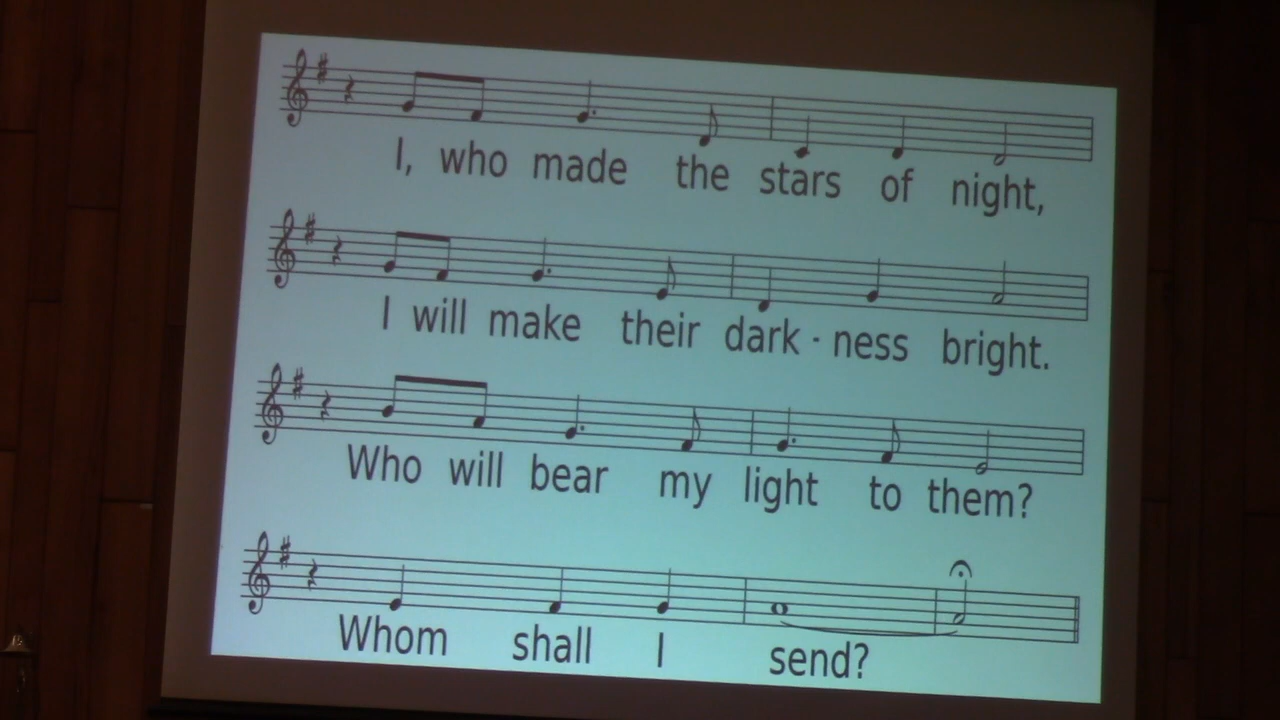 I, who made the stars of night,
I will make their dark - ness bright.
Who will bear my light to them?
Whom shall I send?